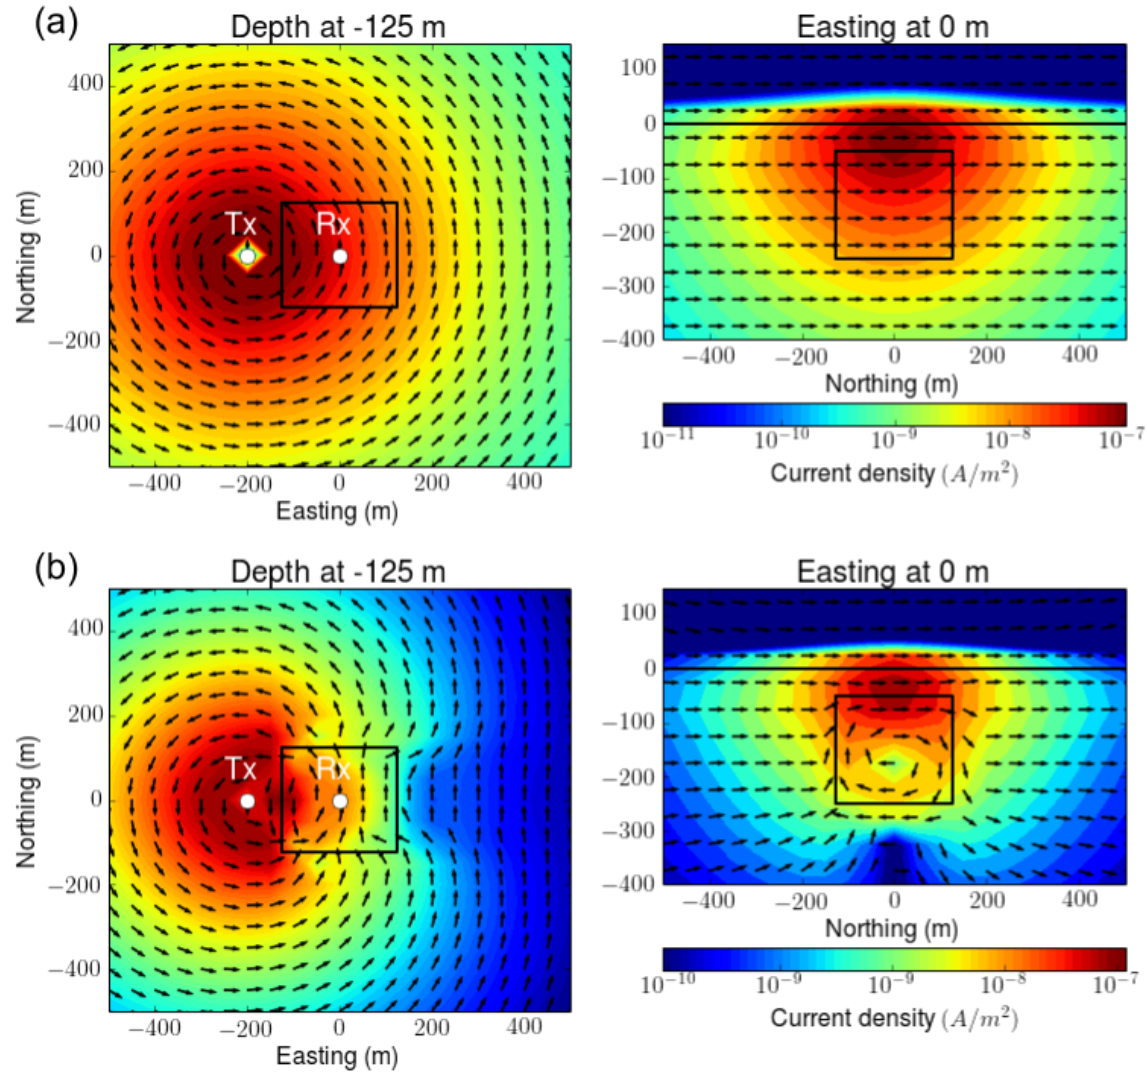 (a)
Depth at -125 m
Easting at 0 m
400
200
0
−200
−400
Northing (m)
Tx
Rx
−400 −200 0 200 400
Easting (m)
100
0
−100
−200
−300
−400
−400 −200 0 200 400
Northing (m)
10⁻¹¹ 10⁻¹⁰ 10⁻⁹ 10⁻⁸ 10⁻⁷
Current density (A/m²)
(b)
Depth at -125 m
Easting at 0 m
400
200
0
−200
−400
Northing (m)
Tx
Rx
−400 −200 0 200 400
Easting (m)
100
0
−100
−200
−300
−400
−400 −200 0 200 400
Northing (m)
10⁻¹⁰ 10⁻⁹ 10⁻⁸ 10⁻⁷
Current density (A/m²)